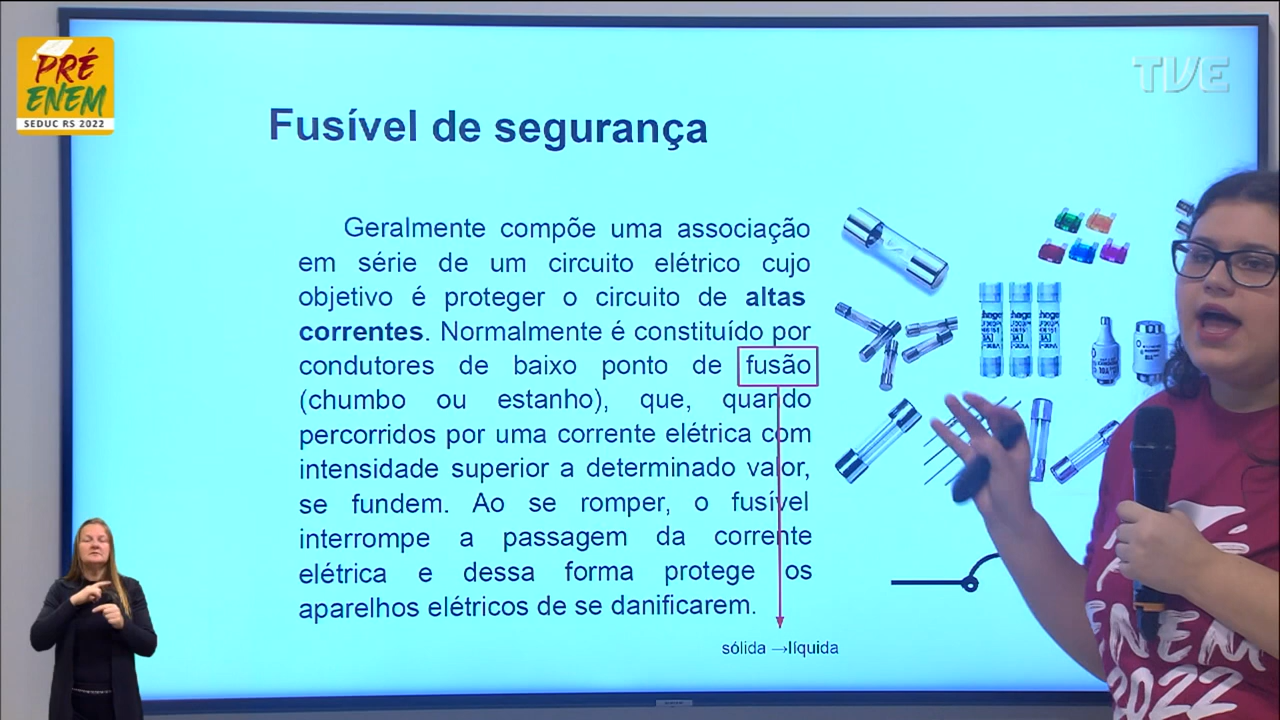 PRÉ
ENEM
SEDUC RS 2022
TVE
Fusível de segurança
Geralmente compõe uma associação
em série de um circuito elétrico cujo
objetivo é proteger o circuito de altas
correntes. Normalmente é constituído por
condutores de baixo ponto de fusão
(chumbo ou estanho), que, quando
percorridos por uma corrente elétrica com
intensidade superior a determinado valor,
se fundem. Ao se romper, o fusível
interrompe a passagem da corrente
elétrica e dessa forma protege os
aparelhos elétricos de se danificarem.
sólida →líquida
ENEM
2022